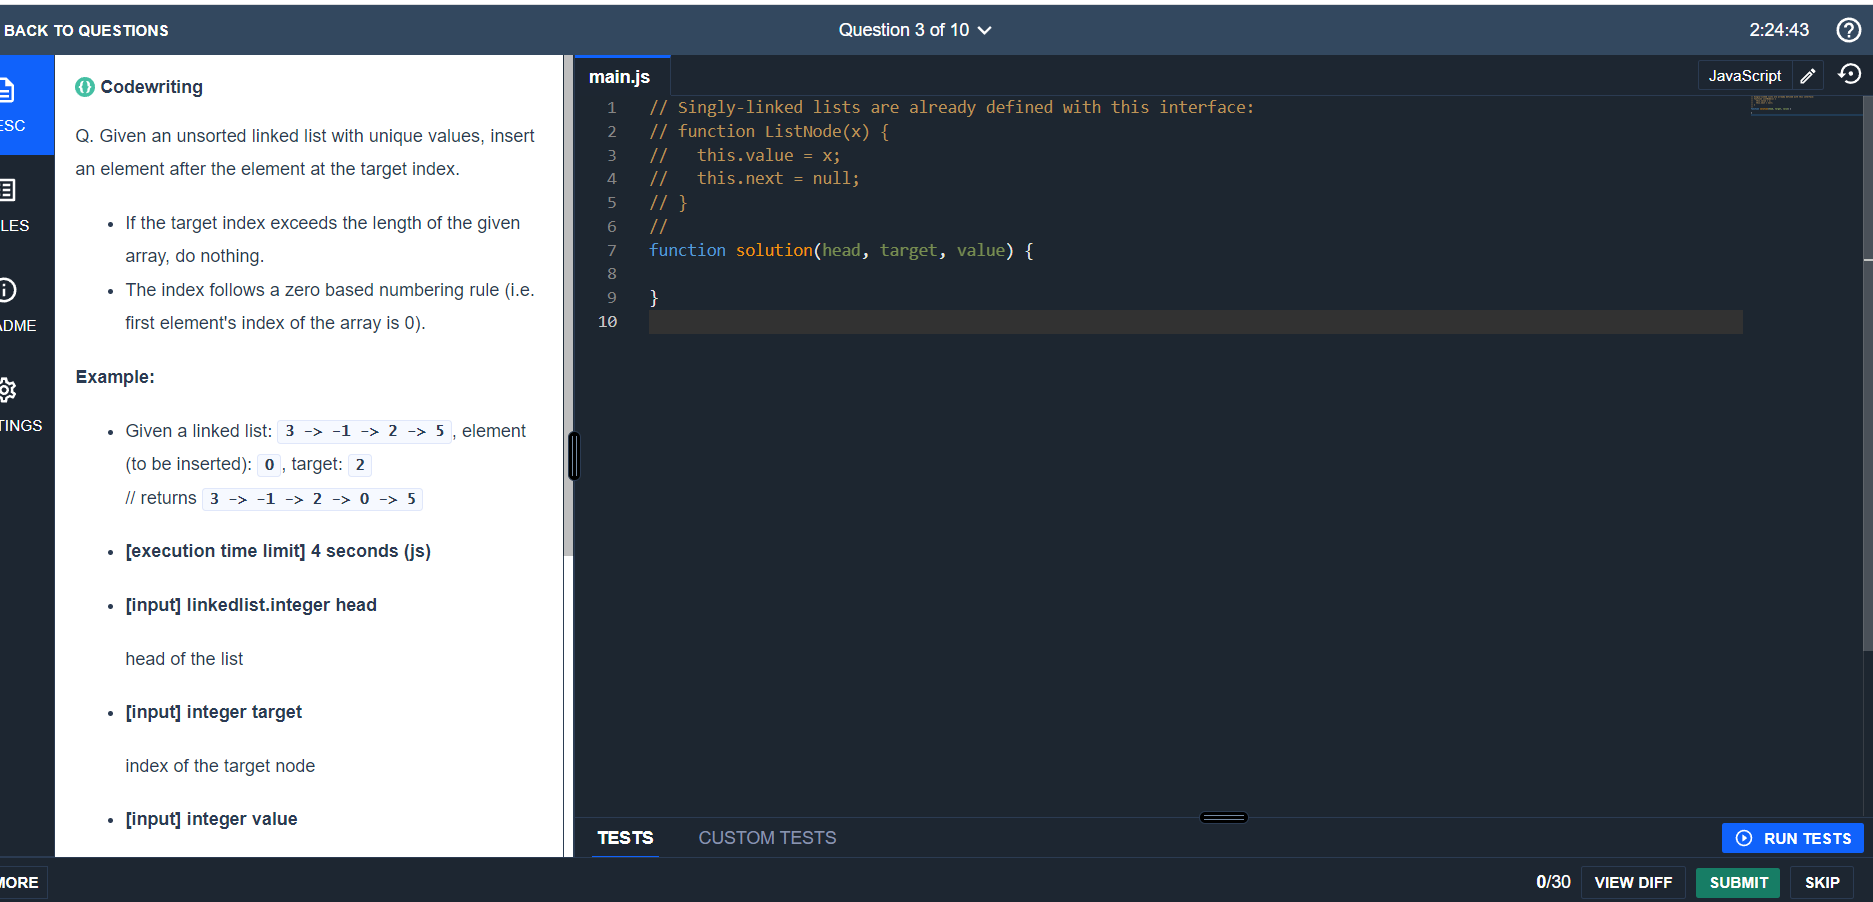 BACK TO QUESTIONS
Question 3 of 10
2:24:43
ESC
LES
ADME
TINGS
MORE
Codewriting
Q. Given an unsorted linked list with unique values, insert
an element after the element at the target index.
• If the target index exceeds the length of the given
array, do nothing.
• The index follows a zero based numbering rule (i.e.
first element's index of the array is 0).
Example:
• Given a linked list: 3 -> -1 -> 2 -> 5, element
(to be inserted): 0, target: 2
// returns 3 -> -1 -> 2 -> 0 -> 5
• [execution time limit] 4 seconds (js)
• [input] linkedlist.integer head
head of the list
• [input] integer target
index of the target node
• [input] integer value
main.js
JavaScript
1 // Singly-linked lists are already defined with this interface:
2 // function ListNode(x) {
3 //   this.value = x;
4 //   this.next = null;
5 // }
6 //
7 function solution(head, target, value) {
8
9 }
10
TESTS
CUSTOM TESTS
RUN TESTS
0/30
VIEW DIFF
SUBMIT
SKIP